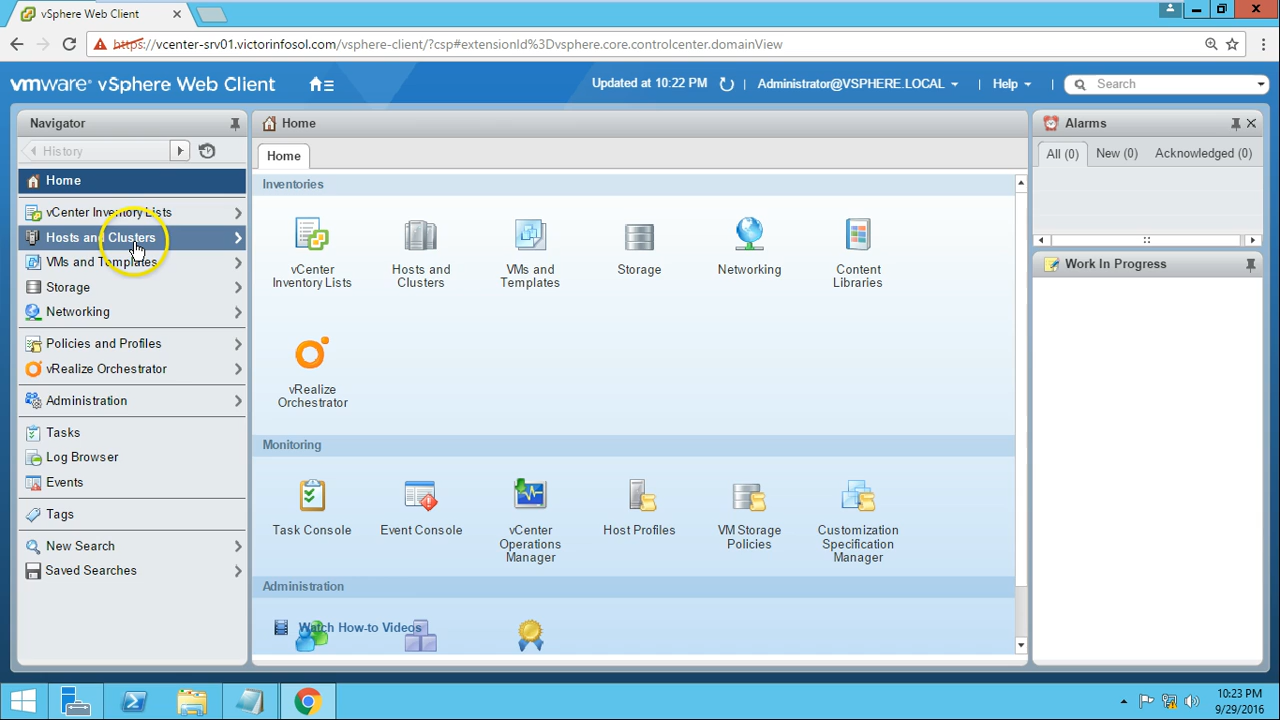 vSphere Web Client
https://vcenter-srv01.victorinfosol.com/vsphere-client/?csp#extensionId%3Dvsphere.core.controlcenter.domainView
vmware® vSphere Web Client
Updated at 10:22 PM
Administrator@VSPHERE.LOCAL
Help
Search
Navigator
History
Home
vCenter Inventory Lists
Hosts and Clusters
VMs and Templates
Storage
Networking
Policies and Profiles
vRealize Orchestrator
Administration
Tasks
Log Browser
Events
Tags
New Search
Saved Searches
Home
Home
Inventories
vCenter
Inventory Lists
Hosts and
Clusters
VMs and
Templates
Storage
Networking
Content
Libraries
vRealize
Orchestrator
Monitoring
Task Console
Event Console
vCenter
Operations
Manager
Host Profiles
VM Storage
Policies
Customization
Specification
Manager
Administration
Watch How-to Videos
Alarms
All (0)
New (0)
Acknowledged (0)
Work In Progress
10:23 PM
9/29/2016